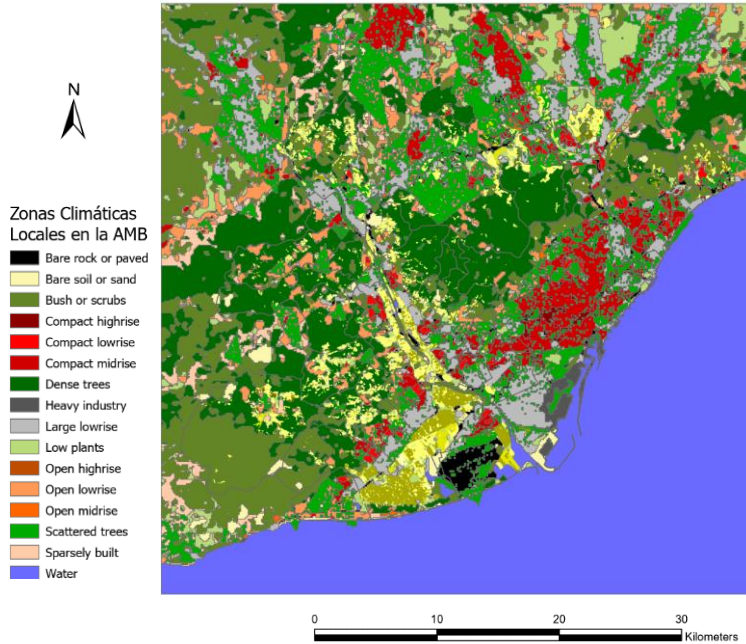 N
Zonas Climáticas
Locales en la AMB
Bare rock or paved
Bare soil or sand
Bush or scrubs
Compact highrise
Compact lowrise
Compact midrise
Dense trees
Heavy industry
Large lowrise
Low plants
Open highrise
Open lowrise
Open midrise
Scattered trees
Sparsely built
Water
0 10 20 30
Kilometers